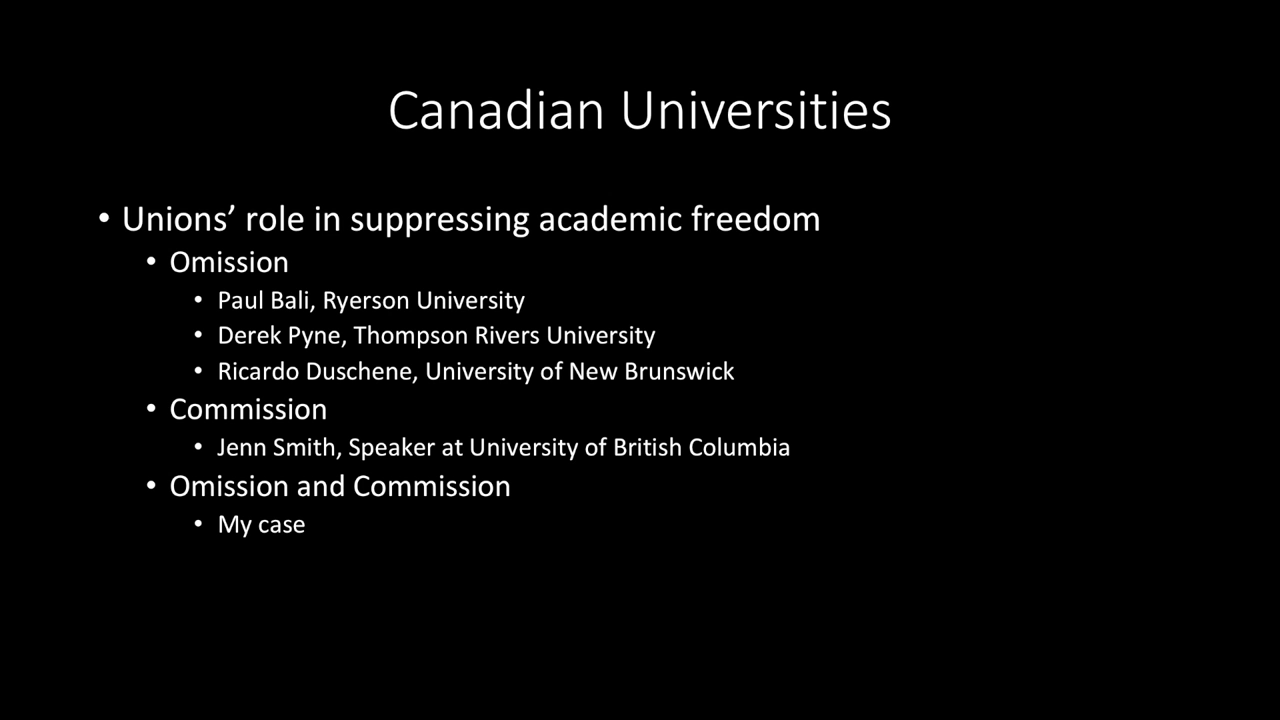 Canadian Universities
• Unions’ role in suppressing academic freedom
• Omission
• Paul Bali, Ryerson University
• Derek Pyne, Thompson Rivers University
• Ricardo Duschene, University of New Brunswick
• Commission
• Jenn Smith, Speaker at University of British Columbia
• Omission and Commission
• My case